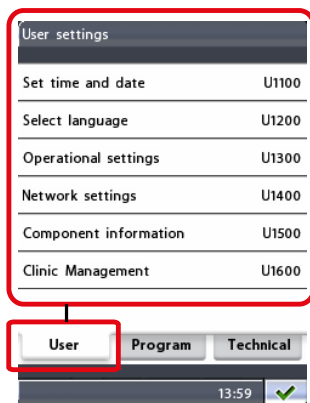 User settings
Set time and date U1100
Select language U1200
Operational settings U1300
Network settings U1400
Component information U1500
Clinic Management U1600
User Program Technical
13:59